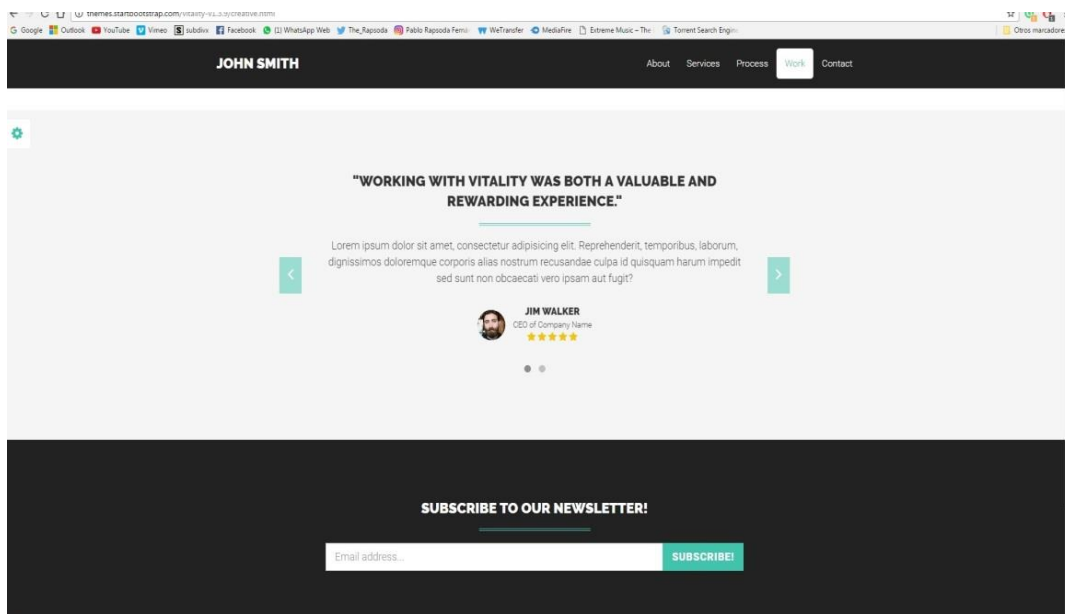 themes.startbootstrap.com/vitality-v1.3.9/creative.html
Google Outlook YouTube Vimeo subdivx Facebook (1) WhatsApp Web The_Rapsoda Pablo Rapsoda Ferná WeTransfer MediaFire Extreme Music – The Torrent Search Engine Otros marcadores
JOHN SMITH About Services Process Work Contact
"WORKING WITH VITALITY WAS BOTH A VALUABLE AND
REWARDING EXPERIENCE."
Lorem ipsum dolor sit amet, consectetur adipisicing elit. Reprehenderit, temporibus, laborum,
dignissimos doloremque corporis alias nostrum recusandae culpa id quisquam harum impedit
sed sunt non obcaecati vero ipsam aut fugit?
JIM WALKER
CEO of Company Name
SUBSCRIBE TO OUR NEWSLETTER!
Email address... SUBSCRIBE!